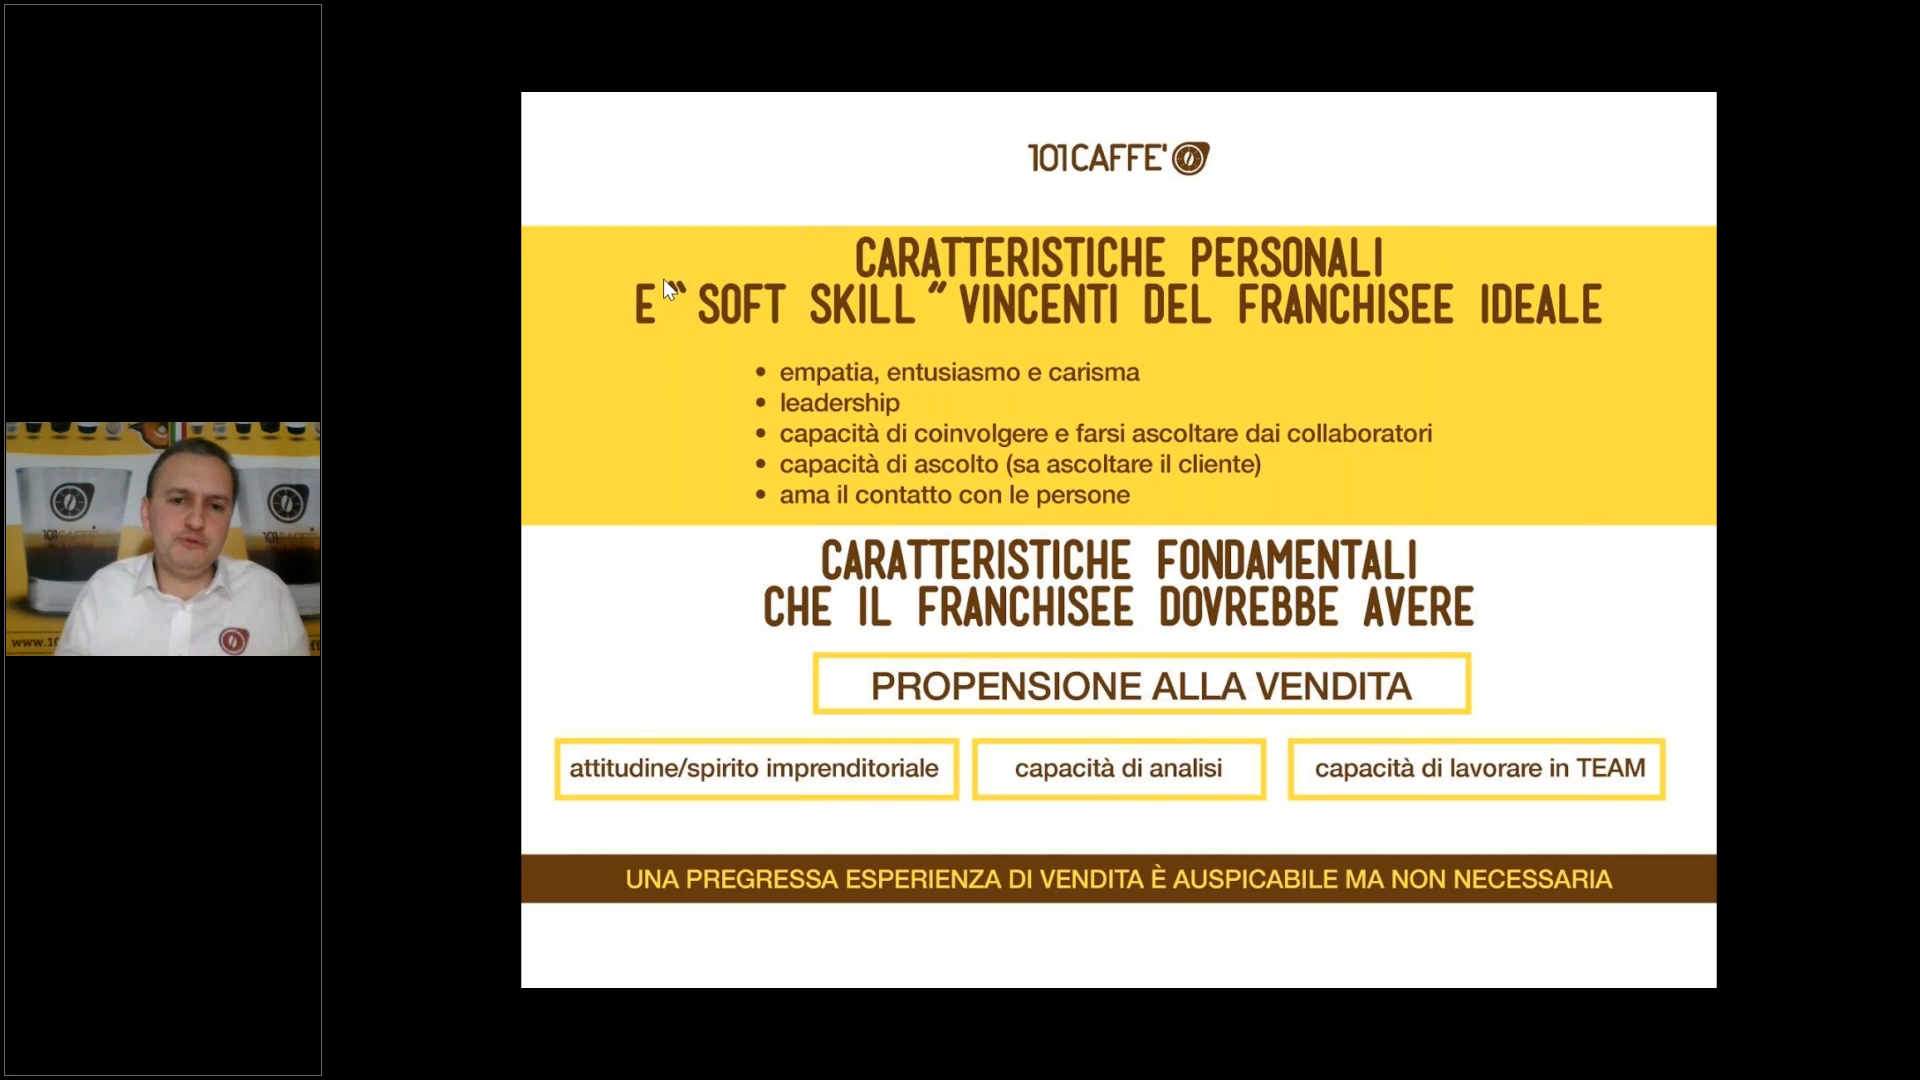 101CAFFE'
CARATTERISTICHE PERSONALI
E "SOFT SKILL" VINCENTI DEL FRANCHISEE IDEALE
• empatia, entusiasmo e carisma
• leadership
• capacità di coinvolgere e farsi ascoltare dai collaboratori
• capacità di ascolto (sa ascoltare il cliente)
• ama il contatto con le persone
CARATTERISTICHE FONDAMENTALI
CHE IL FRANCHISEE DOVREBBE AVERE
PROPENSIONE ALLA VENDITA
attitudine/spirito imprenditoriale
capacità di analisi
capacità di lavorare in TEAM
UNA PREGRESSA ESPERIENZA DI VENDITA È AUSPICABILE MA NON NECESSARIA